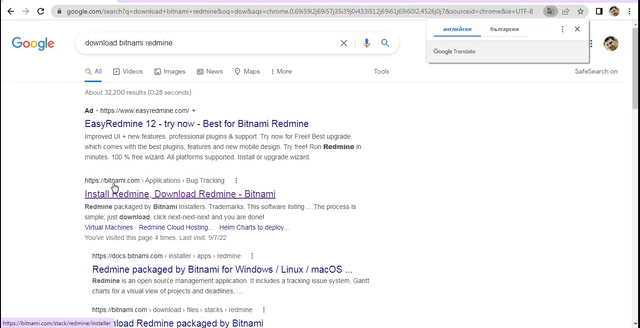 google.com/search?q=download+bitnami+redmine&oq=dow&aqs=chrome.0.69i59j2j69i57j35i39j0i433i512j69i61j69i60l2.4526j0j7&sourceid=chrome&ie=UTF-8
английски български
Google Translate
Google download bitnami redmine
All Videos Images News Maps More Tools SafeSearch on
About 32,200 results (0,28 seconds)
Ad · https://www.easyredmine.com/
EasyRedmine 12 - try now - Best for Bitnami Redmine
Improved UI + new features, professional plugins & support. Try now for Free! Best upgrade
which comes with the best plugins, features and new mobile design. Try free! Run Redmine in
minutes. 100 % free wizard. All platforms supported. Install or upgrade wizard.
https://bitnami.com › Applications › Bug Tracking
Install Redmine, Download Redmine - Bitnami
Redmine packaged by Bitnami Installers. Trademarks. This software listing ... The process is
simple; just download, click next-next-next and you are done!
Virtual Machines · Redmine Cloud Hosting... · Helm Charts to deploy...
You've visited this page 4 times. Last visit: 9/7/22
https://docs.bitnami.com › installer › apps › redmine
Redmine packaged by Bitnami for Windows / Linux / macOS ...
Redmine is an open source management application. It includes a tracking issue system, Gantt
charts for a visual view of projects and deadlines, ...
https://bitnami.com › download › files › stacks › redmine
nload Redmine packaged by Bitnami
https://bitnami.com/stack/redmine/installer